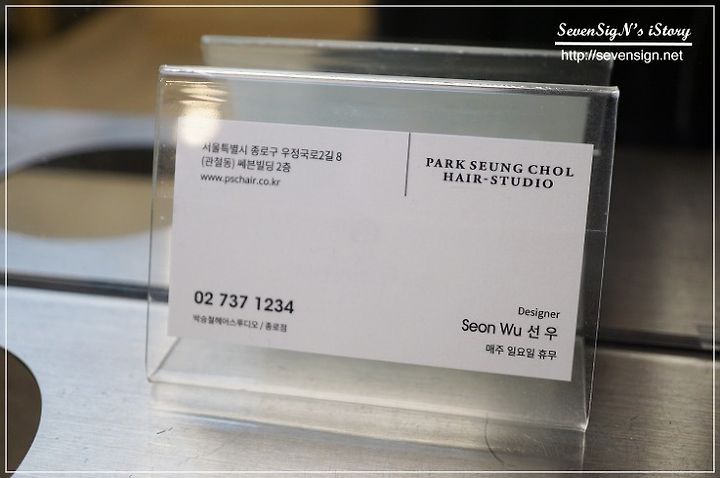 SevenSigN's iStory
http://sevensign.net
서울특별시 종로구 우정국로2길 8
(관철동) 쎄븐빌딩 2층
www.pschair.co.kr
PARK SEUNG CHOL
HAIR-STUDIO
02 737 1234
박승철헤어스투디오 / 종로점
Designer
Seon Wu 선 우
매주 일요일 휴무